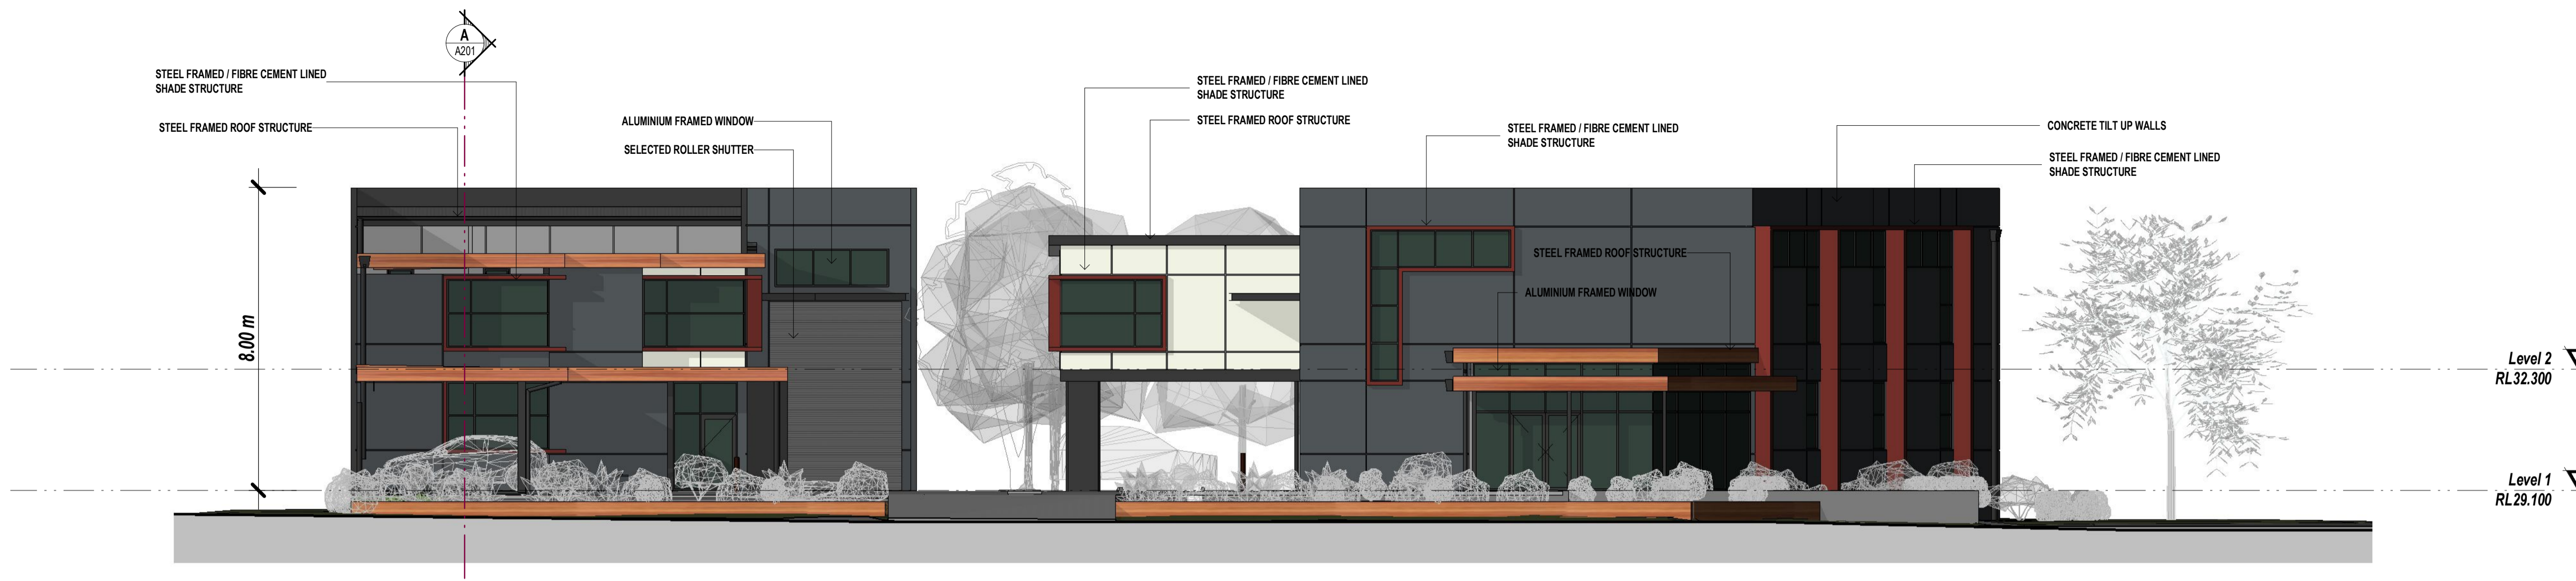 A
A201
STEEL FRAMED / FIBRE CEMENT LINED
SHADE STRUCTURE
STEEL FRAMED ROOF STRUCTURE
ALUMINIUM FRAMED WINDOW
SELECTED ROLLER SHUTTER
STEEL FRAMED / FIBRE CEMENT LINED
SHADE STRUCTURE
STEEL FRAMED ROOF STRUCTURE
STEEL FRAMED / FIBRE CEMENT LINED
SHADE STRUCTURE
CONCRETE TILT UP WALLS
STEEL FRAMED / FIBRE CEMENT LINED
SHADE STRUCTURE
STEEL FRAMED ROOF STRUCTURE
ALUMINIUM FRAMED WINDOW
8.00 m
Level 2
RL32.300
Level 1
RL29.100